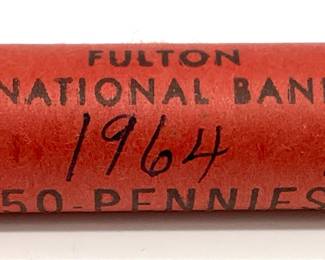 FULTON
NATIONAL BAN
1964
50-PENNIES